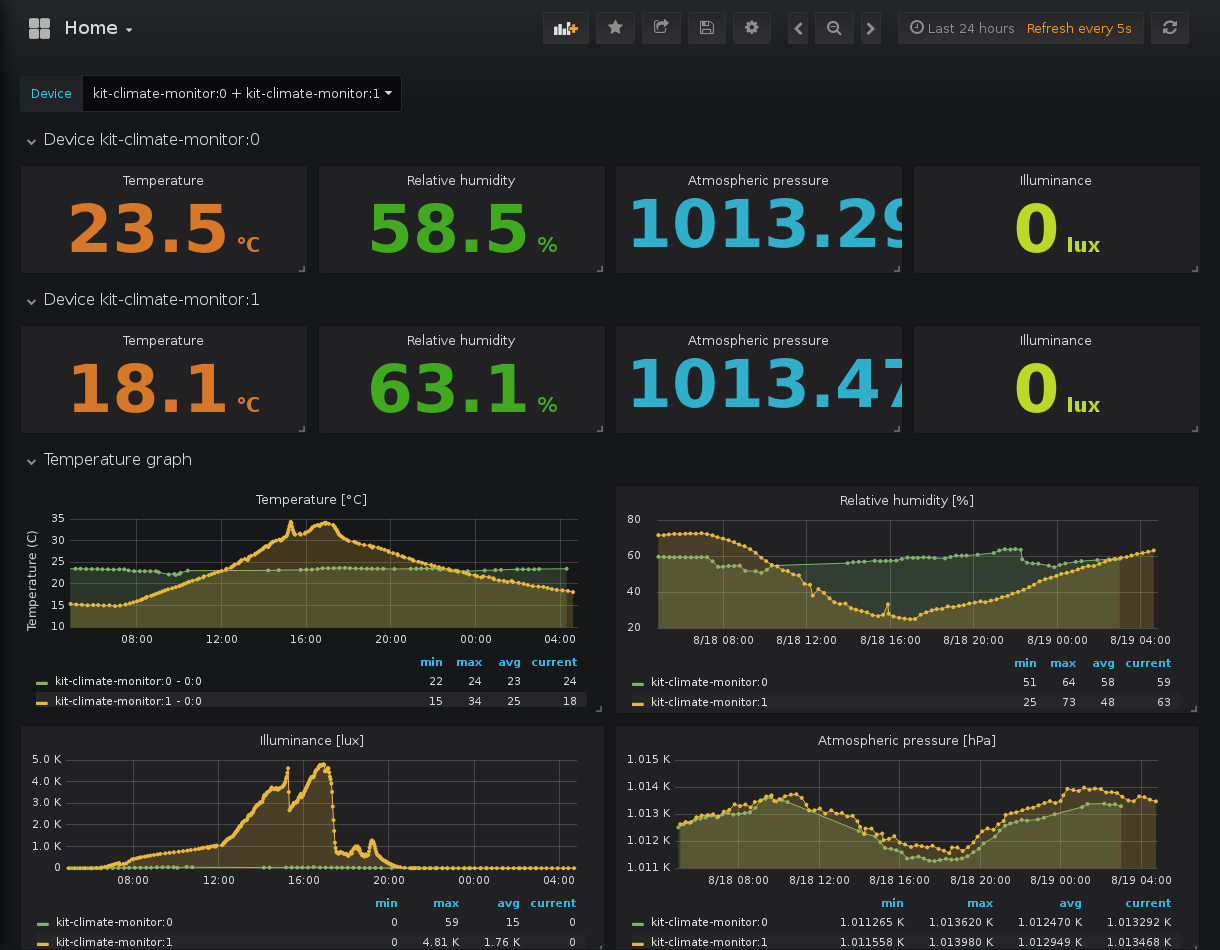 Home
Last 24 hours Refresh every 5s
Device kit-climate-monitor:0 + kit-climate-monitor:1
Device kit-climate-monitor:0
Temperature Relative humidity Atmospheric pressure Illuminance
23.5 °C 58.5 % 1013.29 0 lux
Device kit-climate-monitor:1
Temperature Relative humidity Atmospheric pressure Illuminance
18.1 °C 63.1 % 1013.47 0 lux
Temperature graph
Temperature [°C]
Temperature (C)
35
30
25
20
15
10
08:00 12:00 16:00 20:00 00:00 04:00
min max avg current
kit-climate-monitor:0 - 0:0 22 24 23 24
kit-climate-monitor:1 - 0:0 15 34 25 18
Relative humidity [%]
80
60
40
20
8/18 08:00 8/18 12:00 8/18 16:00 8/18 20:00 8/19 00:00 8/19 04:00
min max avg current
kit-climate-monitor:0 51 64 58 59
kit-climate-monitor:1 25 73 48 63
Illuminance [lux]
5.0 K
4.0 K
3.0 K
2.0 K
1.0 K
0
08:00 12:00 16:00 20:00 00:00 04:00
min max avg current
kit-climate-monitor:0 0 59 15 0
kit-climate-monitor:1 0 4.81 K 1.76 K 0
Atmospheric pressure [hPa]
1.015 K
1.014 K
1.013 K
1.012 K
1.011 K
8/18 08:00 8/18 12:00 8/18 16:00 8/18 20:00 8/19 00:00 8/19 04:00
min max avg current
kit-climate-monitor:0 1.011265 K 1.013620 K 1.012470 K 1.013292 K
kit-climate-monitor:1 1.011558 K 1.013980 K 1.012949 K 1.013468 K